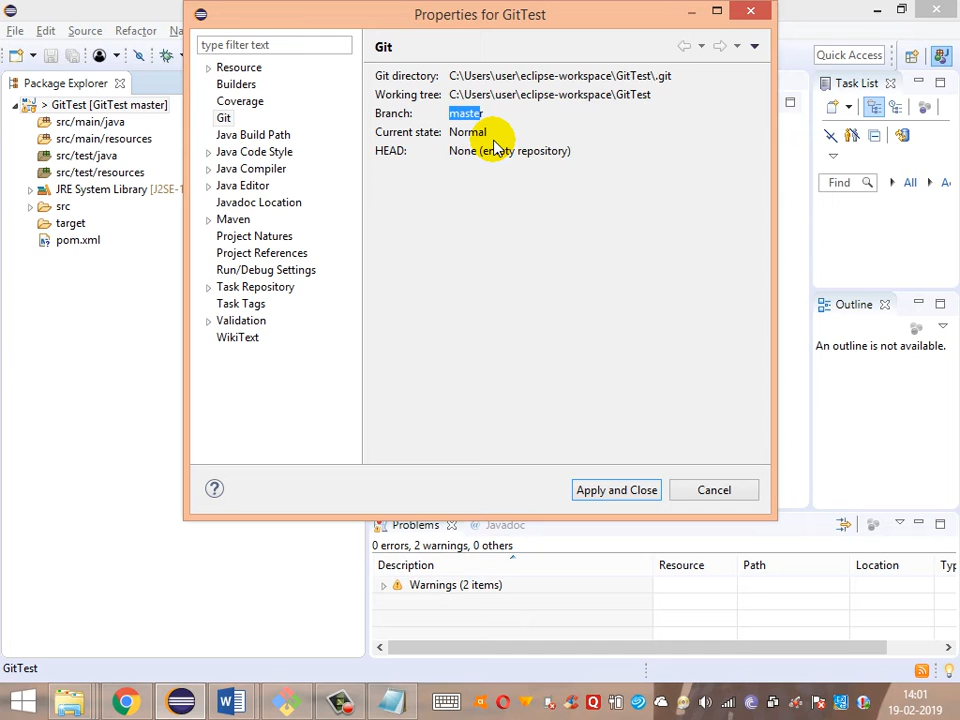 Properties for GitTest
File Edit Source Refactor Na
Quick Access
type filter text
Git
Package Explorer
Task List
> GitTest [GitTest master]
src/main/java
src/main/resources
src/test/java
src/test/resources
JRE System Library [J2SE-1
src
target
pom.xml
Resource
Builders
Coverage
Git
Java Build Path
Java Code Style
Java Compiler
Java Editor
Javadoc Location
Maven
Project Natures
Project References
Run/Debug Settings
Task Repository
Task Tags
Validation
WikiText
Git directory: C:\Users\user\eclipse-workspace\GitTest\.git
Working tree: C:\Users\user\eclipse-workspace\GitTest
Branch: master
Current state: Normal
HEAD: None (empty repository)
Find All
Outline
An outline is not available.
Apply and Close Cancel
Problems @ Javadoc
0 errors, 2 warnings, 0 others
Description Resource Path Location Typ
Warnings (2 items)
GitTest
14:01
19-02-2019